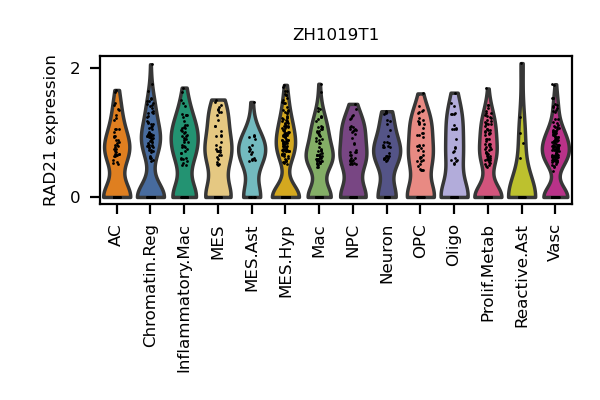 ZH1019T1
RAD21 expression
2
0
AC
Chromatin.Reg
Inflammatory.Mac
MES
MES.Ast
MES.Hyp
Mac
NPC
Neuron
OPC
Oligo
Prolif.Metab
Reactive.Ast
Vasc